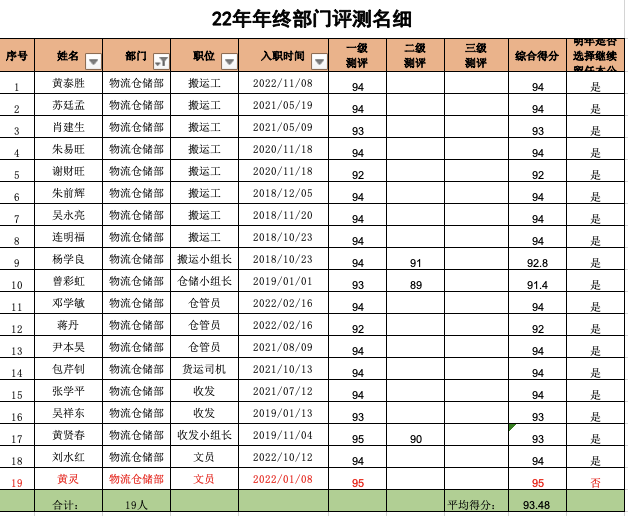 22年年终部门评测名细
序号 姓名 部门 职位 入职时间 一级测评 二级测评 三级测评 综合得分 明年是否选择继续
1 黄泰胜 物流仓储部 搬运工 2022/11/08 94 94 是
2 苏廷孟 物流仓储部 搬运工 2021/05/19 94 94 是
3 肖建生 物流仓储部 搬运工 2021/05/09 93 93 是
4 朱易旺 物流仓储部 搬运工 2020/11/18 94 94 是
5 谢财旺 物流仓储部 搬运工 2020/11/18 92 92 是
6 朱前辉 物流仓储部 搬运工 2018/12/05 94 94 是
7 吴永亮 物流仓储部 搬运工 2018/11/20 94 94 是
8 连明福 物流仓储部 搬运工 2018/10/23 94 94 是
9 杨学良 物流仓储部 搬运小组长 2018/10/23 94 91 92.8 是
10 曾彩虹 物流仓储部 仓储小组长 2019/01/01 93 89 91.4 是
11 邓学敏 物流仓储部 仓管员 2022/02/16 94 94 是
12 蒋丹 物流仓储部 仓管员 2022/02/16 92 92 是
13 尹本昊 物流仓储部 仓管员 2021/08/09 94 94 是
14 包芹钊 物流仓储部 货运司机 2021/10/13 94 94 是
15 张学平 物流仓储部 收发 2021/07/12 94 94 是
16 吴祥东 物流仓储部 收发 2019/01/13 93 93 是
17 黄贤春 物流仓储部 收发小组长 2019/11/04 95 90 93 是
18 刘水红 物流仓储部 文员 2022/10/12 94 94 是
19 黄灵 物流仓储部 文员 2022/01/08 95 95 否
合计： 19人 平均得分： 93.48